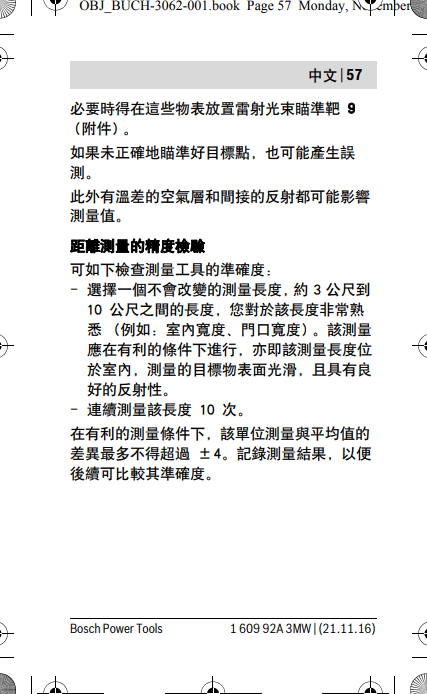 OBJ_BUCH-3062-001.book Page 57 Monday,
中文 | 57
必要時得在這些物表放置雷射光束瞄準靶 9
（附件）。
如果未正確地瞄準好目標點，也可能產生誤
測。
此外有溫差的空氣層和間接的反射都可能影響
測量值。
距離測量的精度檢驗
可如下檢查測量工具的準確度：
– 選擇一個不會改變的測量長度，約 3 公尺到
10 公尺之間的長度，您對於該長度非常熟
悉（例如：室內寬度、門口寬度）。該測量
應在有利的條件下進行，亦即該測量長度位
於室內，測量的目標物表面光滑，且具有良
好的反射性。
– 連續測量該長度 10 次。
在有利的測量條件下，該單位測量與平均值的
差異最多不得超過 ±4。記錄測量結果，以便
後續可比較其準確度。
Bosch Power Tools
1 609 92A 3MW | (21.11.16)